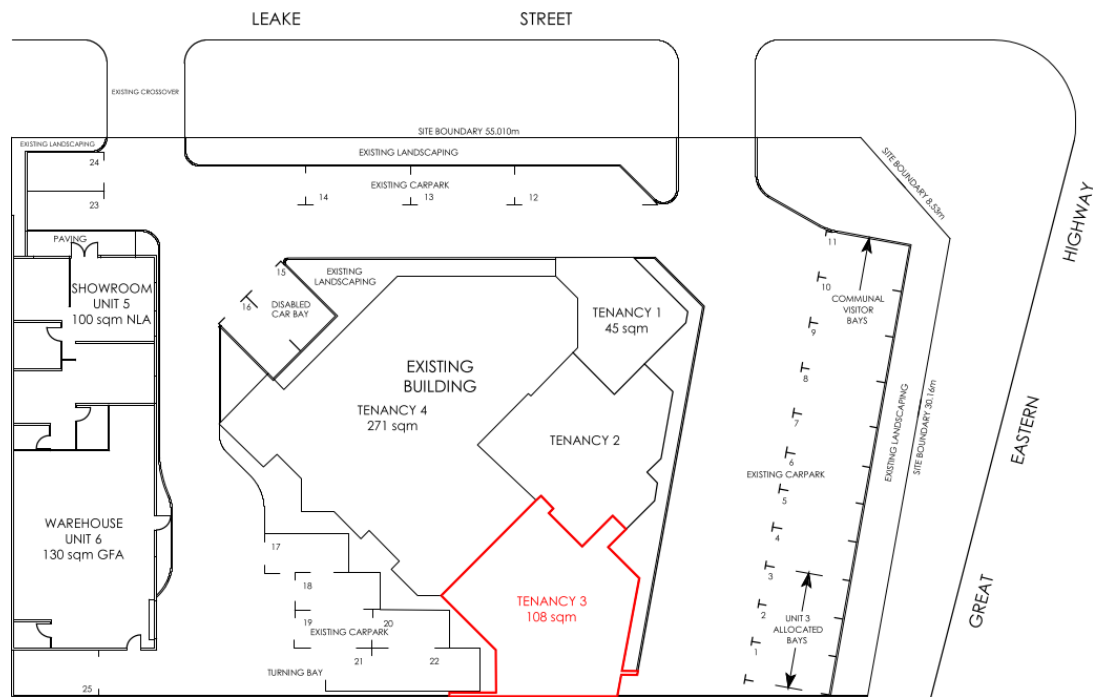 LEAKE STREET
EXISTING CROSSOVER
SITE BOUNDARY 55.010m
EXISTING LANDSCAPING
EXISTING LANDSCAPING
SITE BOUNDARY 8.53m
24
EXISTING CARPARK
14
13
12
23
HIGHWAY
PAVING
11
15
EXISTING
LANDSCAPING
16
DISABLED
CAR BAY
10
COMMUNAL
VISITOR
BAYS
SHOWROOM
UNIT 5
100 sqm NLA
TENANCY 1
45 sqm
9
EXISTING
BUILDING
8
TENANCY 4
271 sqm
7
EXISTING LANDSCAPING
SITE BOUNDARY 30.16m
EASTERN
TENANCY 2
6
EXISTING CARPARK
5
WAREHOUSE
UNIT 6
130 sqm GFA
4
17
3
18
TENANCY 3
108 sqm
2
UNIT 3
ALLOCATED
BAYS
GREAT
19
20
EXISTING CARPARK
1
21
22
TURNING BAY
25